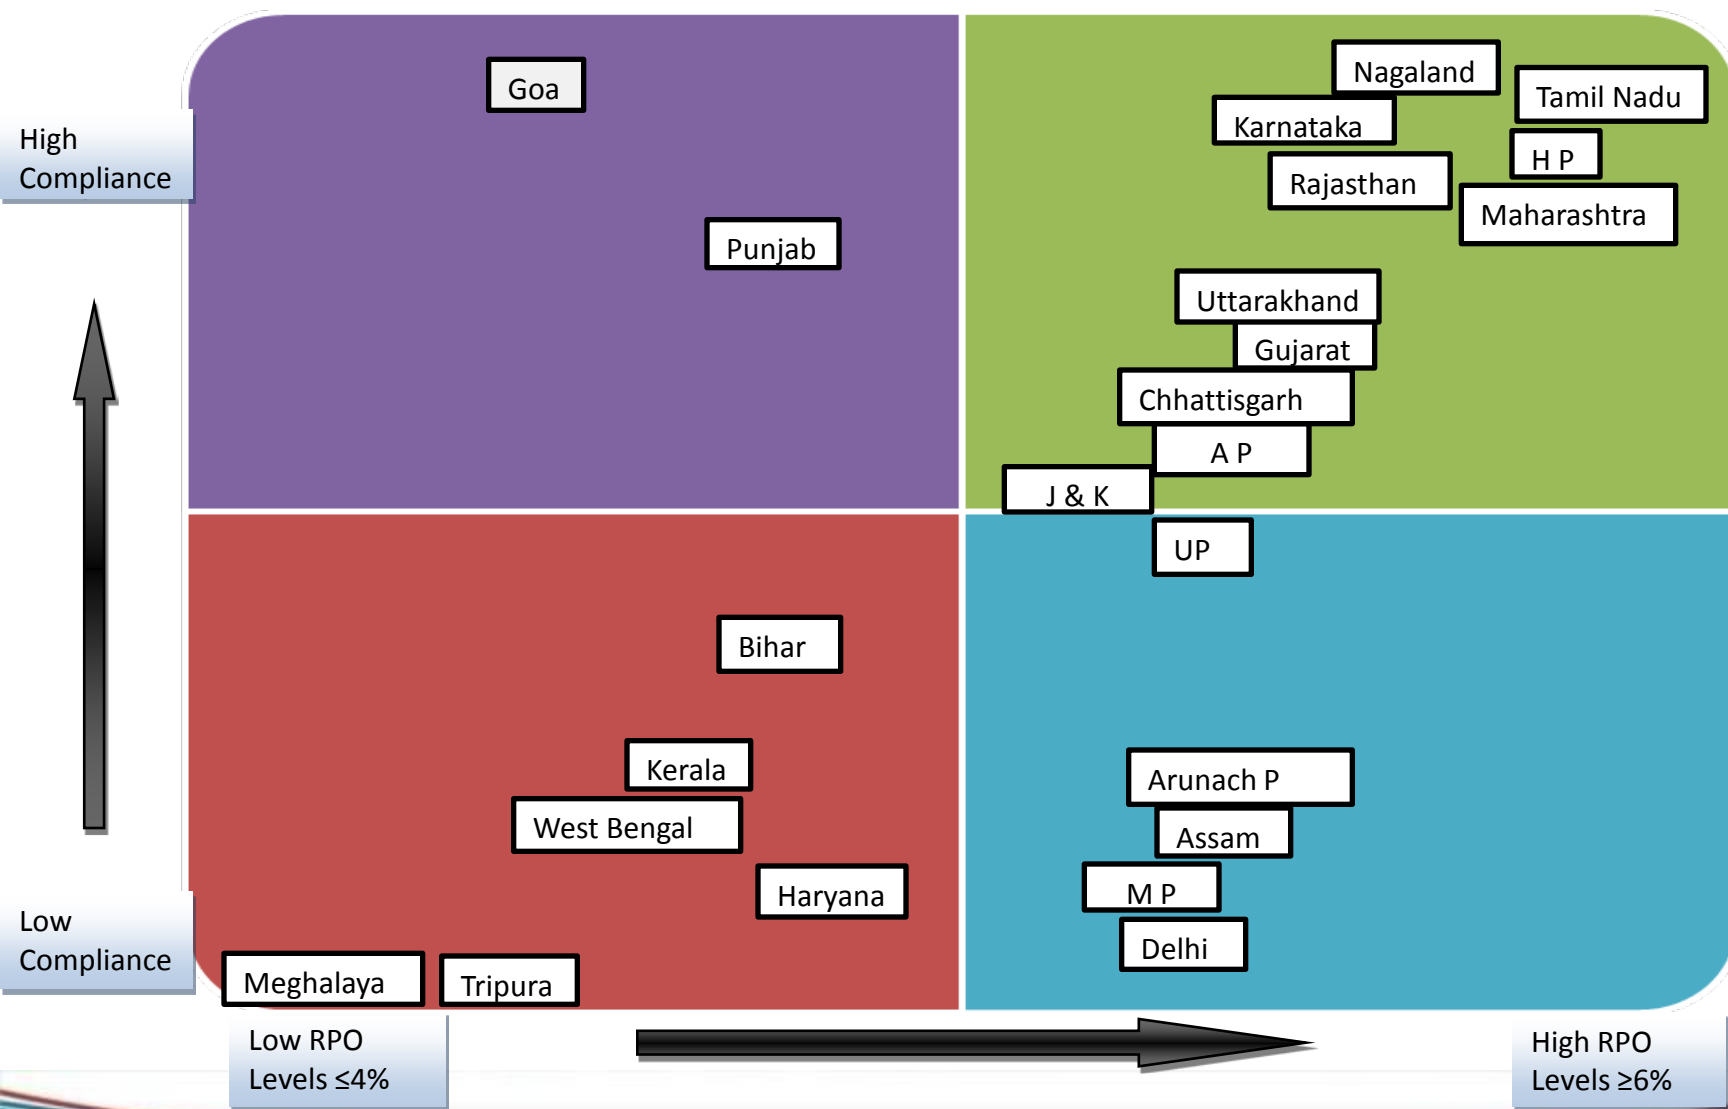 Goa
Nagaland
Tamil Nadu
Karnataka
High
Compliance
H P
Rajasthan
Maharashtra
Punjab
Uttarakhand
Gujarat
Chhattisgarh
A P
J & K
UP
Bihar
Kerala
Arunach P
West Bengal
Assam
Haryana
M P
Low
Compliance
Delhi
Meghalaya
Tripura
Low RPO
Levels ≤4%
High RPO
Levels ≥6%